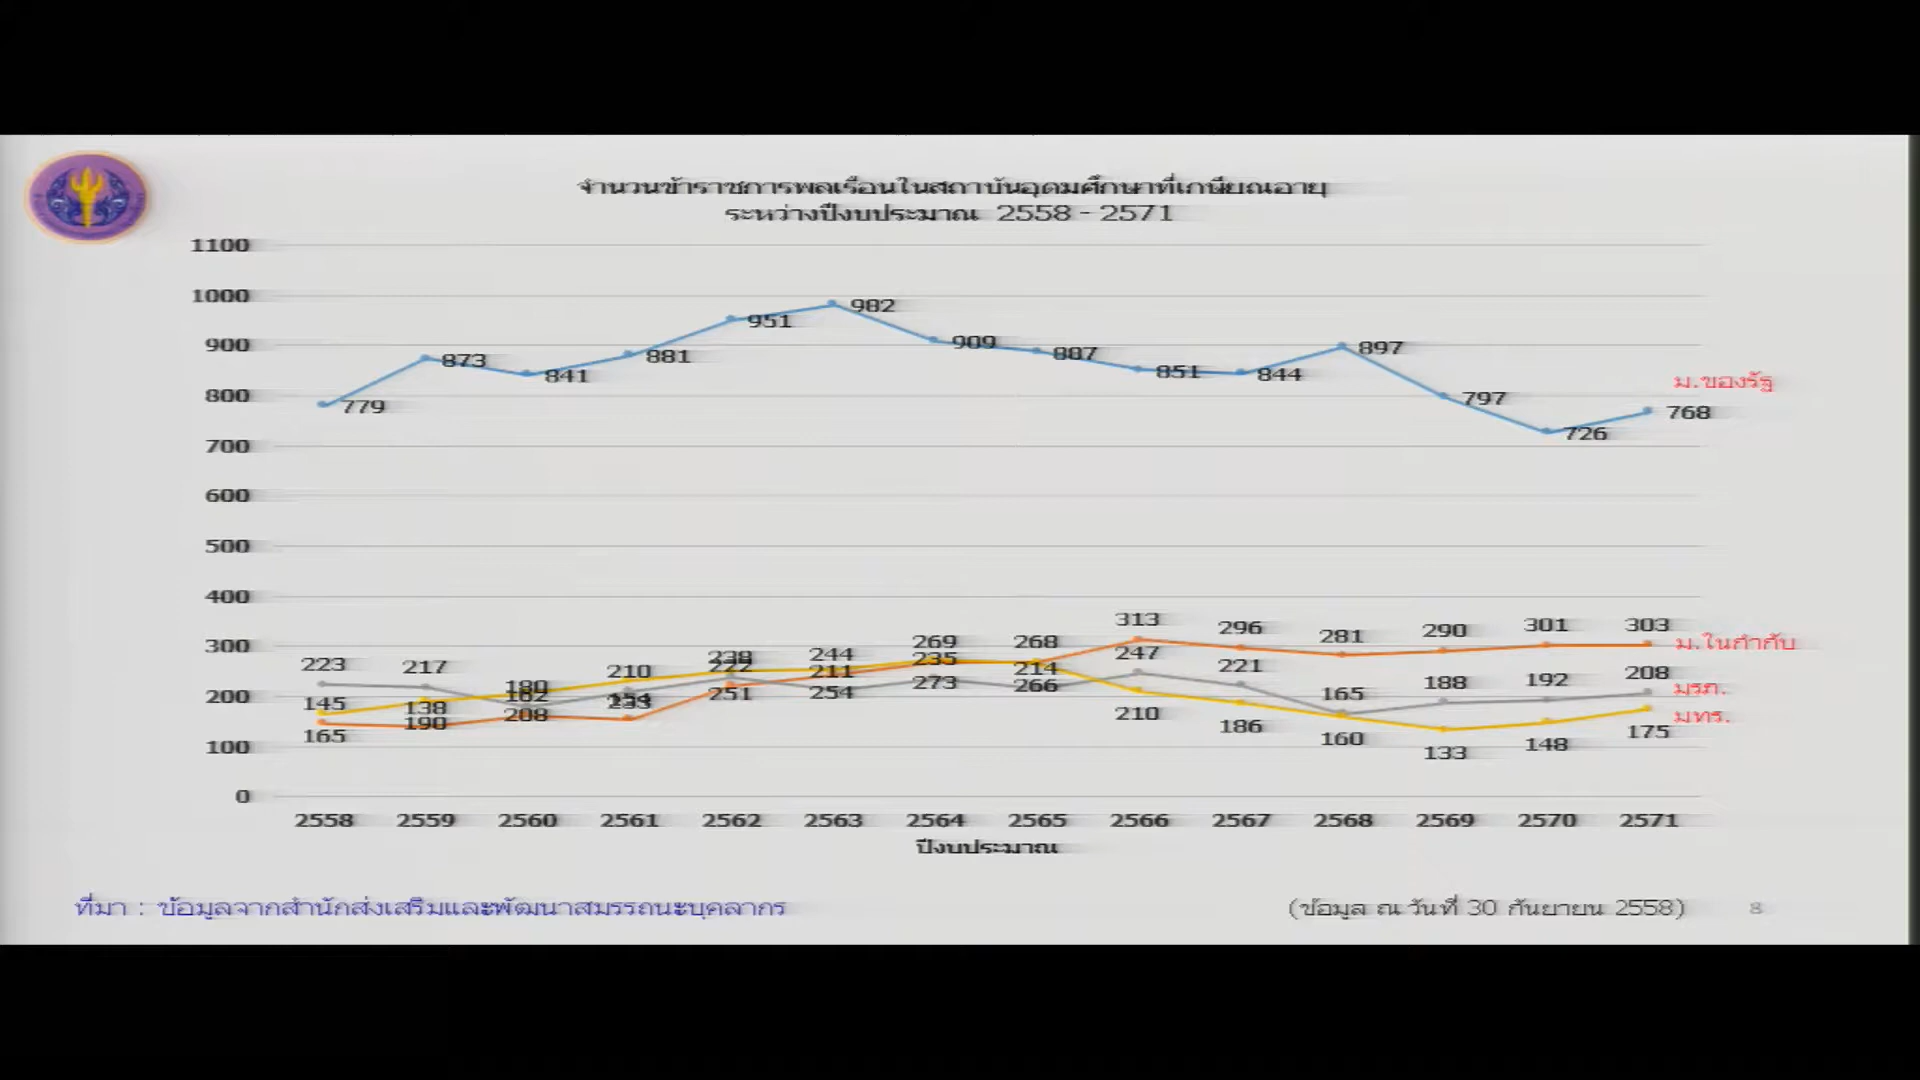 จำนวนข้าราชการพลเรือนในสถาบันอุดมศึกษาที่เกษียณอายุ
ระหว่างปีงบประมาณ 2558 - 2571
1100
1000
900
800
700
600
500
400
300
200
100
0
779 873 841 881 951 982 909 887 851 844 897 797 726 768
ม.ของรัฐ
269 268 313 296 281 290 301 303
ม.ในกำกับ
223 217 180 210 239 244 235 214 247 221 165 188 192 208
มรภ.
145 138 162 154 222 211
165 190 208 233 251 254 273 266 210 186 160 133 148 175
มทร.
2558 2559 2560 2561 2562 2563 2564 2565 2566 2567 2568 2569 2570 2571
ปีงบประมาณ
ที่มา : ข้อมูลจากสำนักส่งเสริมและพัฒนาสมรรถนะบุคลากร
(ข้อมูล ณ วันที่ 30 กันยายน 2558)
8